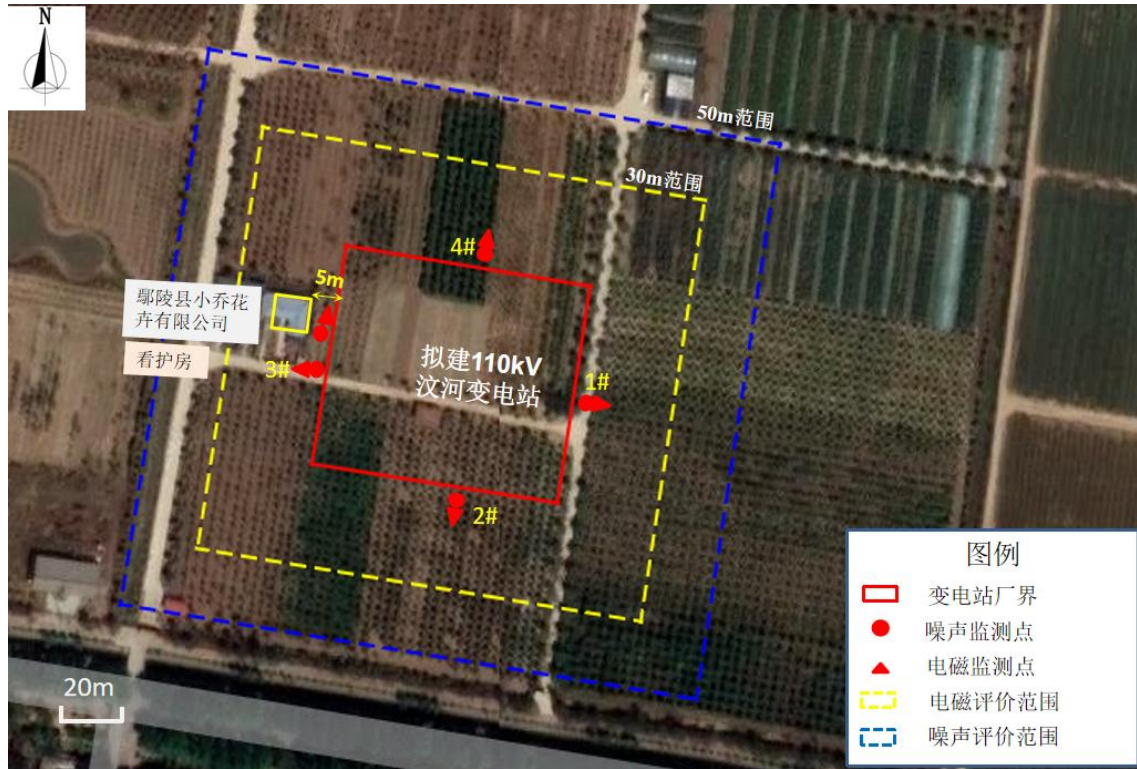 N
50m范围
30m范围
4#
5m
鄢陵县小乔花
卉有限公司
看护房
3#
拟建110kV
汶河变电站
1#
2#
20m
图例
变电站厂界
噪声监测点
电磁监测点
电磁评价范围
噪声评价范围